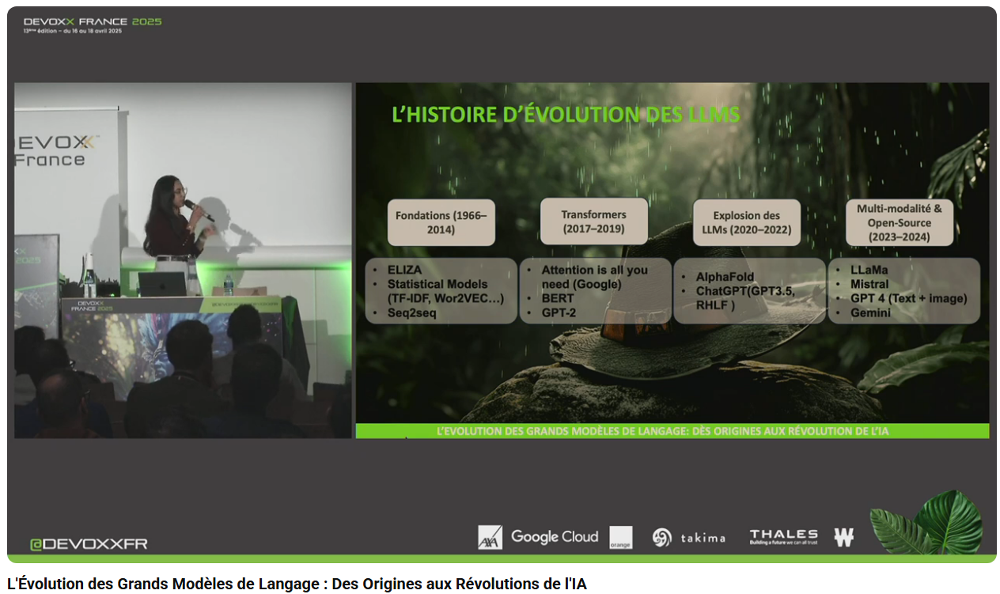 DEVOXX FRANCE 2025
13ème édition – du 16 au 18 avril 2025
EVOXX
France
2025
DEVOXX
FRANCE 2025
L'HISTOIRE D'ÉVOLUTION DES LLMS
Fondations (1966–
2014)
• ELIZA
• Statistical Models
(TF-IDF, Wor2VEC...)
• Seq2seq
Transformers
(2017–2019)
• Attention is all you
need (Google)
• BERT
• GPT-2
Explosion des
LLMs (2020–2022)
• AlphaFold
• ChatGPT(GPT3.5,
RHLF )
Multi-modalité &
Open-Source
(2023–2024)
• LLaMa
• Mistral
• GPT 4 (Text + image)
• Gemini
L'EVOLUTION DES GRANDS MODÈLES DE LANGAGE: DÈS ORIGINES AUX RÉVOLUTION DE L'IA
@DEVOXXFR
AXA
Google Cloud
orange
takima
THALES
Building a future we can all trust
W
L'Évolution des Grands Modèles de Langage : Des Origines aux Révolutions de l'IA